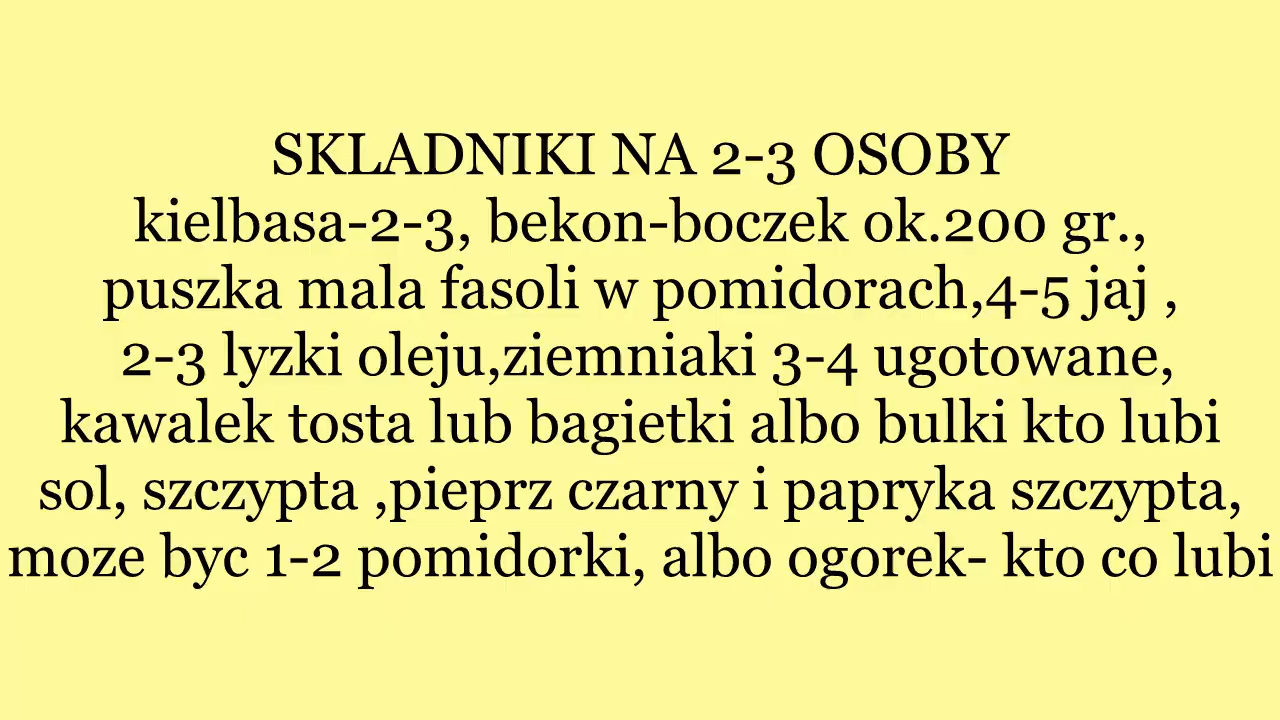 SKLADNIKI NA 2-3 OSOBY
kielbasa-2-3, bekon-boczek ok.200 gr.,
puszka mala fasoli w pomidorach,4-5 jaj ,
2-3 lyzki oleju,ziemniaki 3-4 ugotowane,
kawalek tosta lub bagietki albo bulki kto lubi
sol, szczypta ,pieprz czarny i papryka szczypta,
moze byc 1-2 pomidorki, albo ogorek- kto co lubi